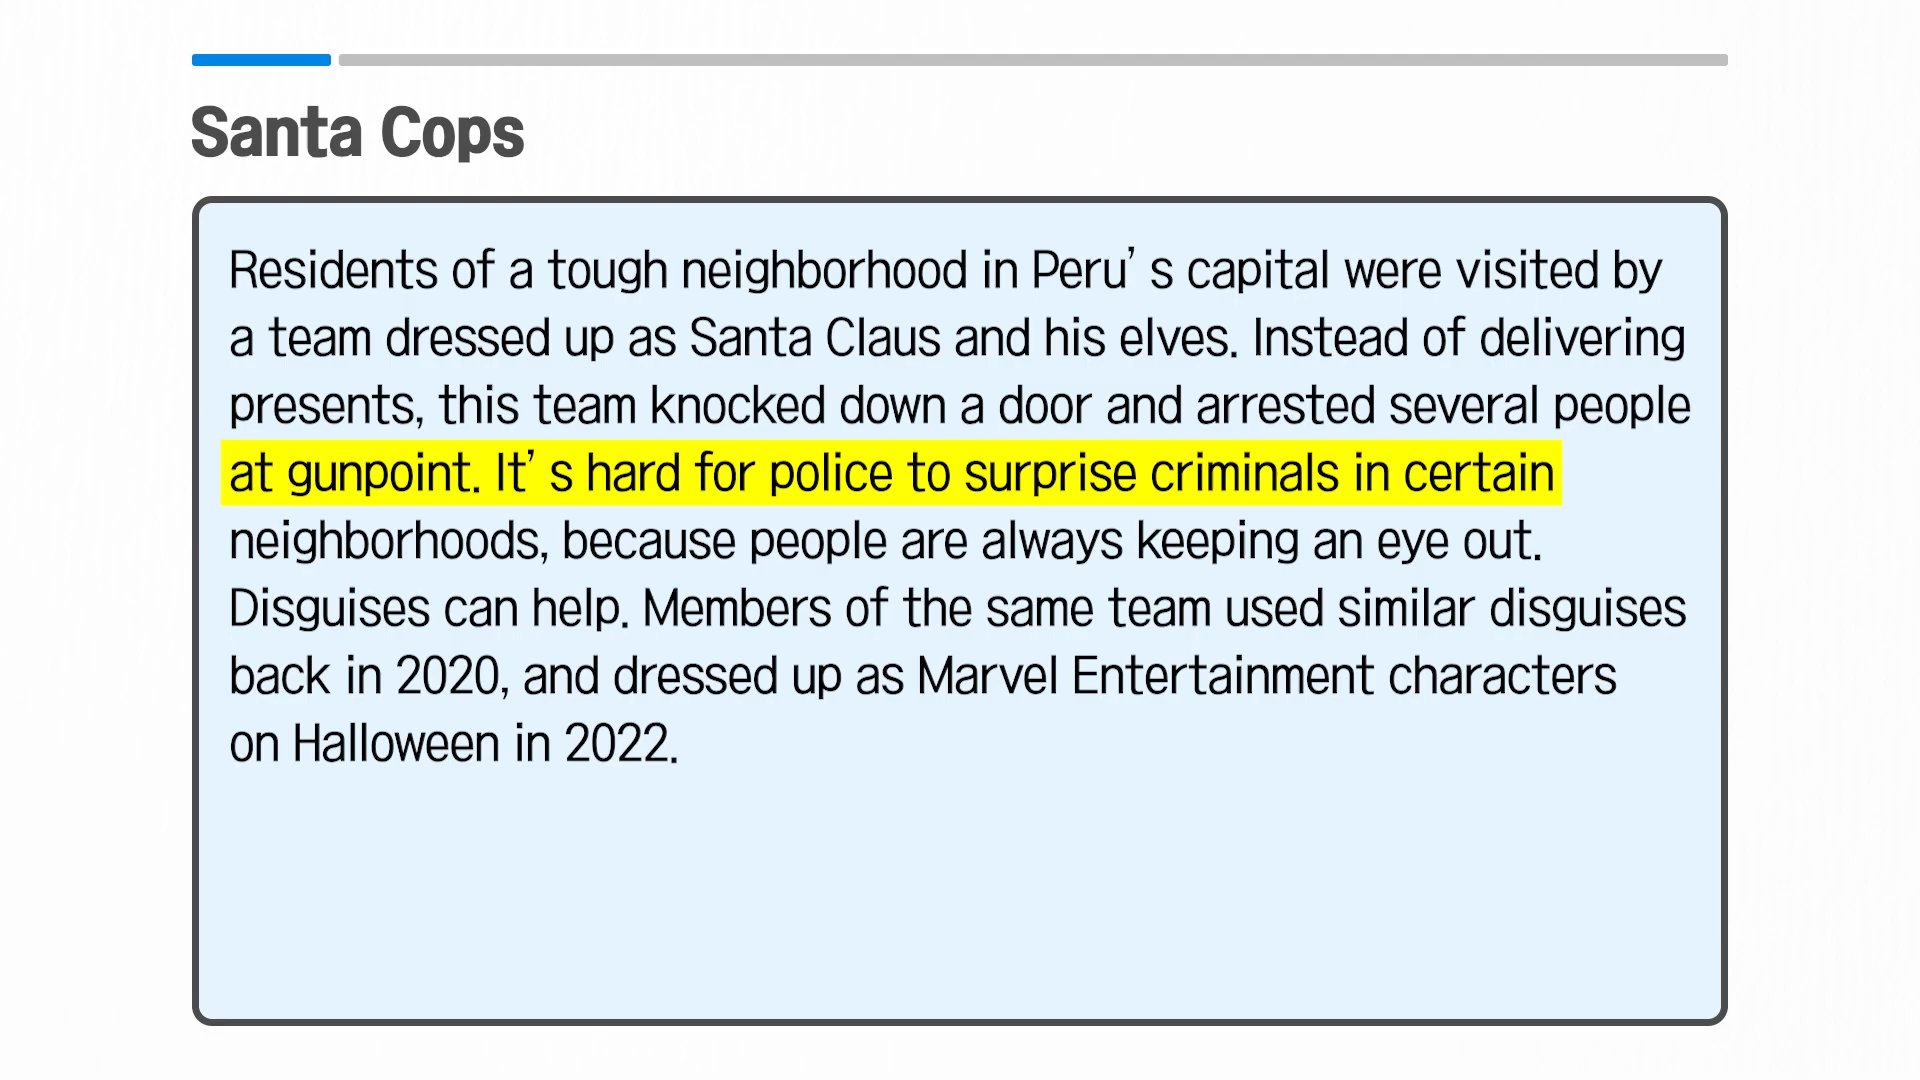 Santa Cops
Residents of a tough neighborhood in Peru’s capital were visited by
a team dressed up as Santa Claus and his elves. Instead of delivering
presents, this team knocked down a door and arrested several people
at gunpoint. It’s hard for police to surprise criminals in certain
neighborhoods, because people are always keeping an eye out.
Disguises can help. Members of the same team used similar disguises
back in 2020, and dressed up as Marvel Entertainment characters
on Halloween in 2022.